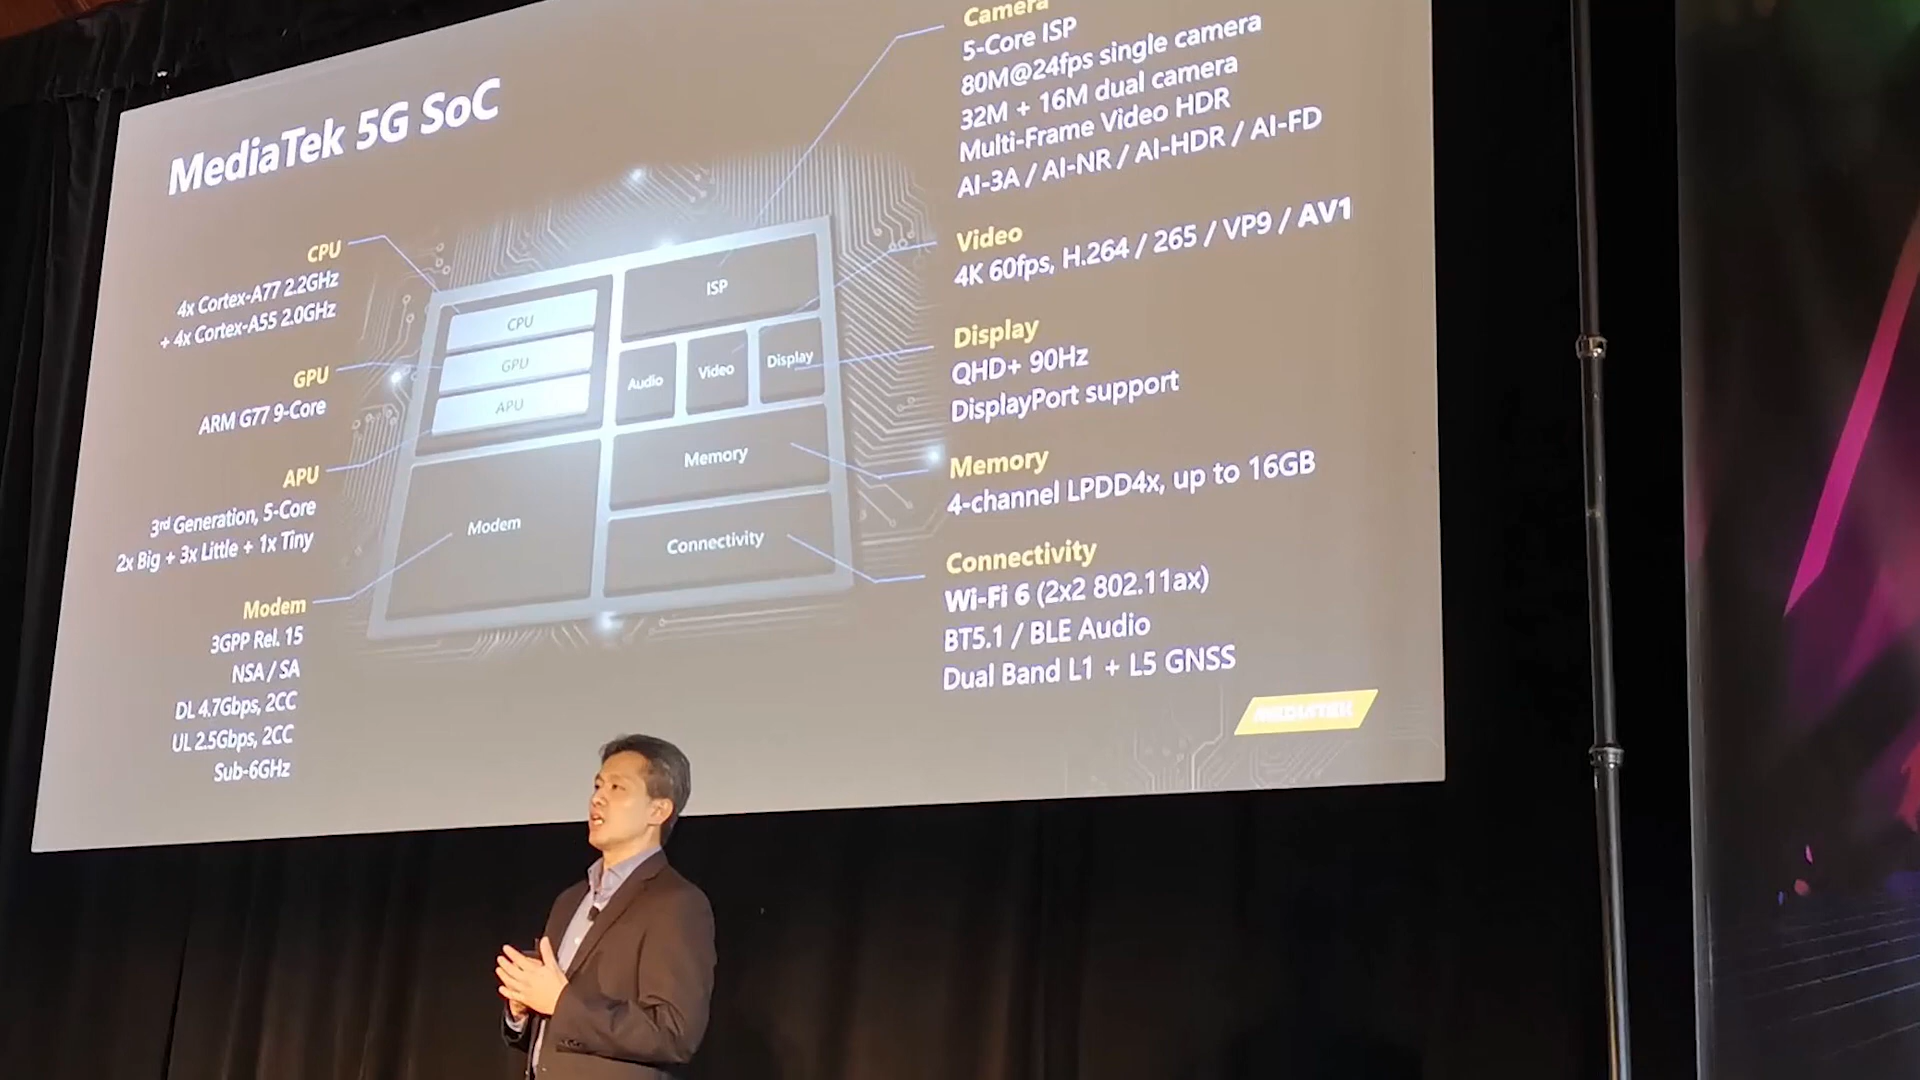 MediaTek 5G SoC
CPU
4x Cortex-A77 2.2GHz
+ 4x Cortex-A55 2.0GHz
GPU
ARM G77 9-Core
APU
3rd Generation, 5-Core
2x Big + 3x Little + 1x Tiny
Modem
3GPP Rel. 15
NSA / SA
DL 4.7Gbps, 2CC
UL 2.5Gbps, 2CC
Sub-6GHz
CPU
GPU
APU
Modem
ISP
Audio
Video
Display
Memory
Connectivity
Camera
5-Core ISP
80M@24fps single camera
32M + 16M dual camera
Multi-Frame Video HDR
AI-3A / AI-NR / AI-HDR / AI-FD
Video
4K 60fps, H.264 / 265 / VP9 / AV1
Display
QHD+ 90Hz
DisplayPort support
Memory
4-channel LPDD4x, up to 16GB
Connectivity
Wi-Fi 6 (2x2 802.11ax)
BT5.1 / BLE Audio
Dual Band L1 + L5 GNSS
MEDIATEK